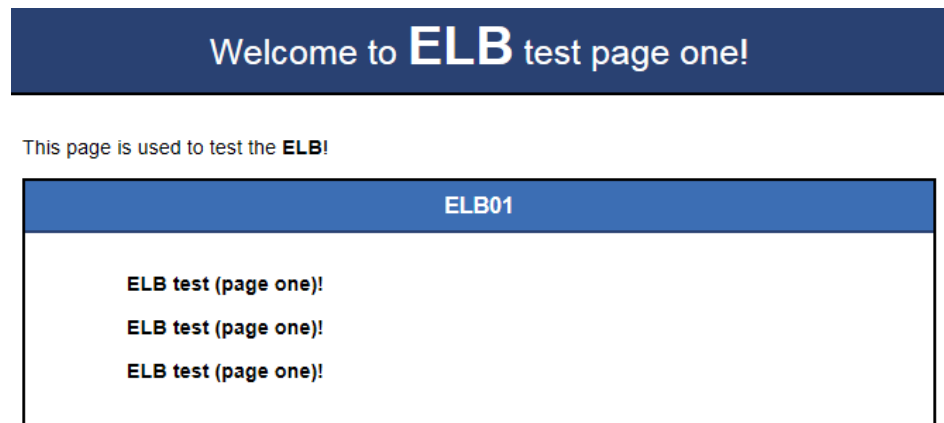 Welcome to ELB test page one!
This page is used to test the ELB!
ELB01
ELB test (page one)!
ELB test (page one)!
ELB test (page one)!